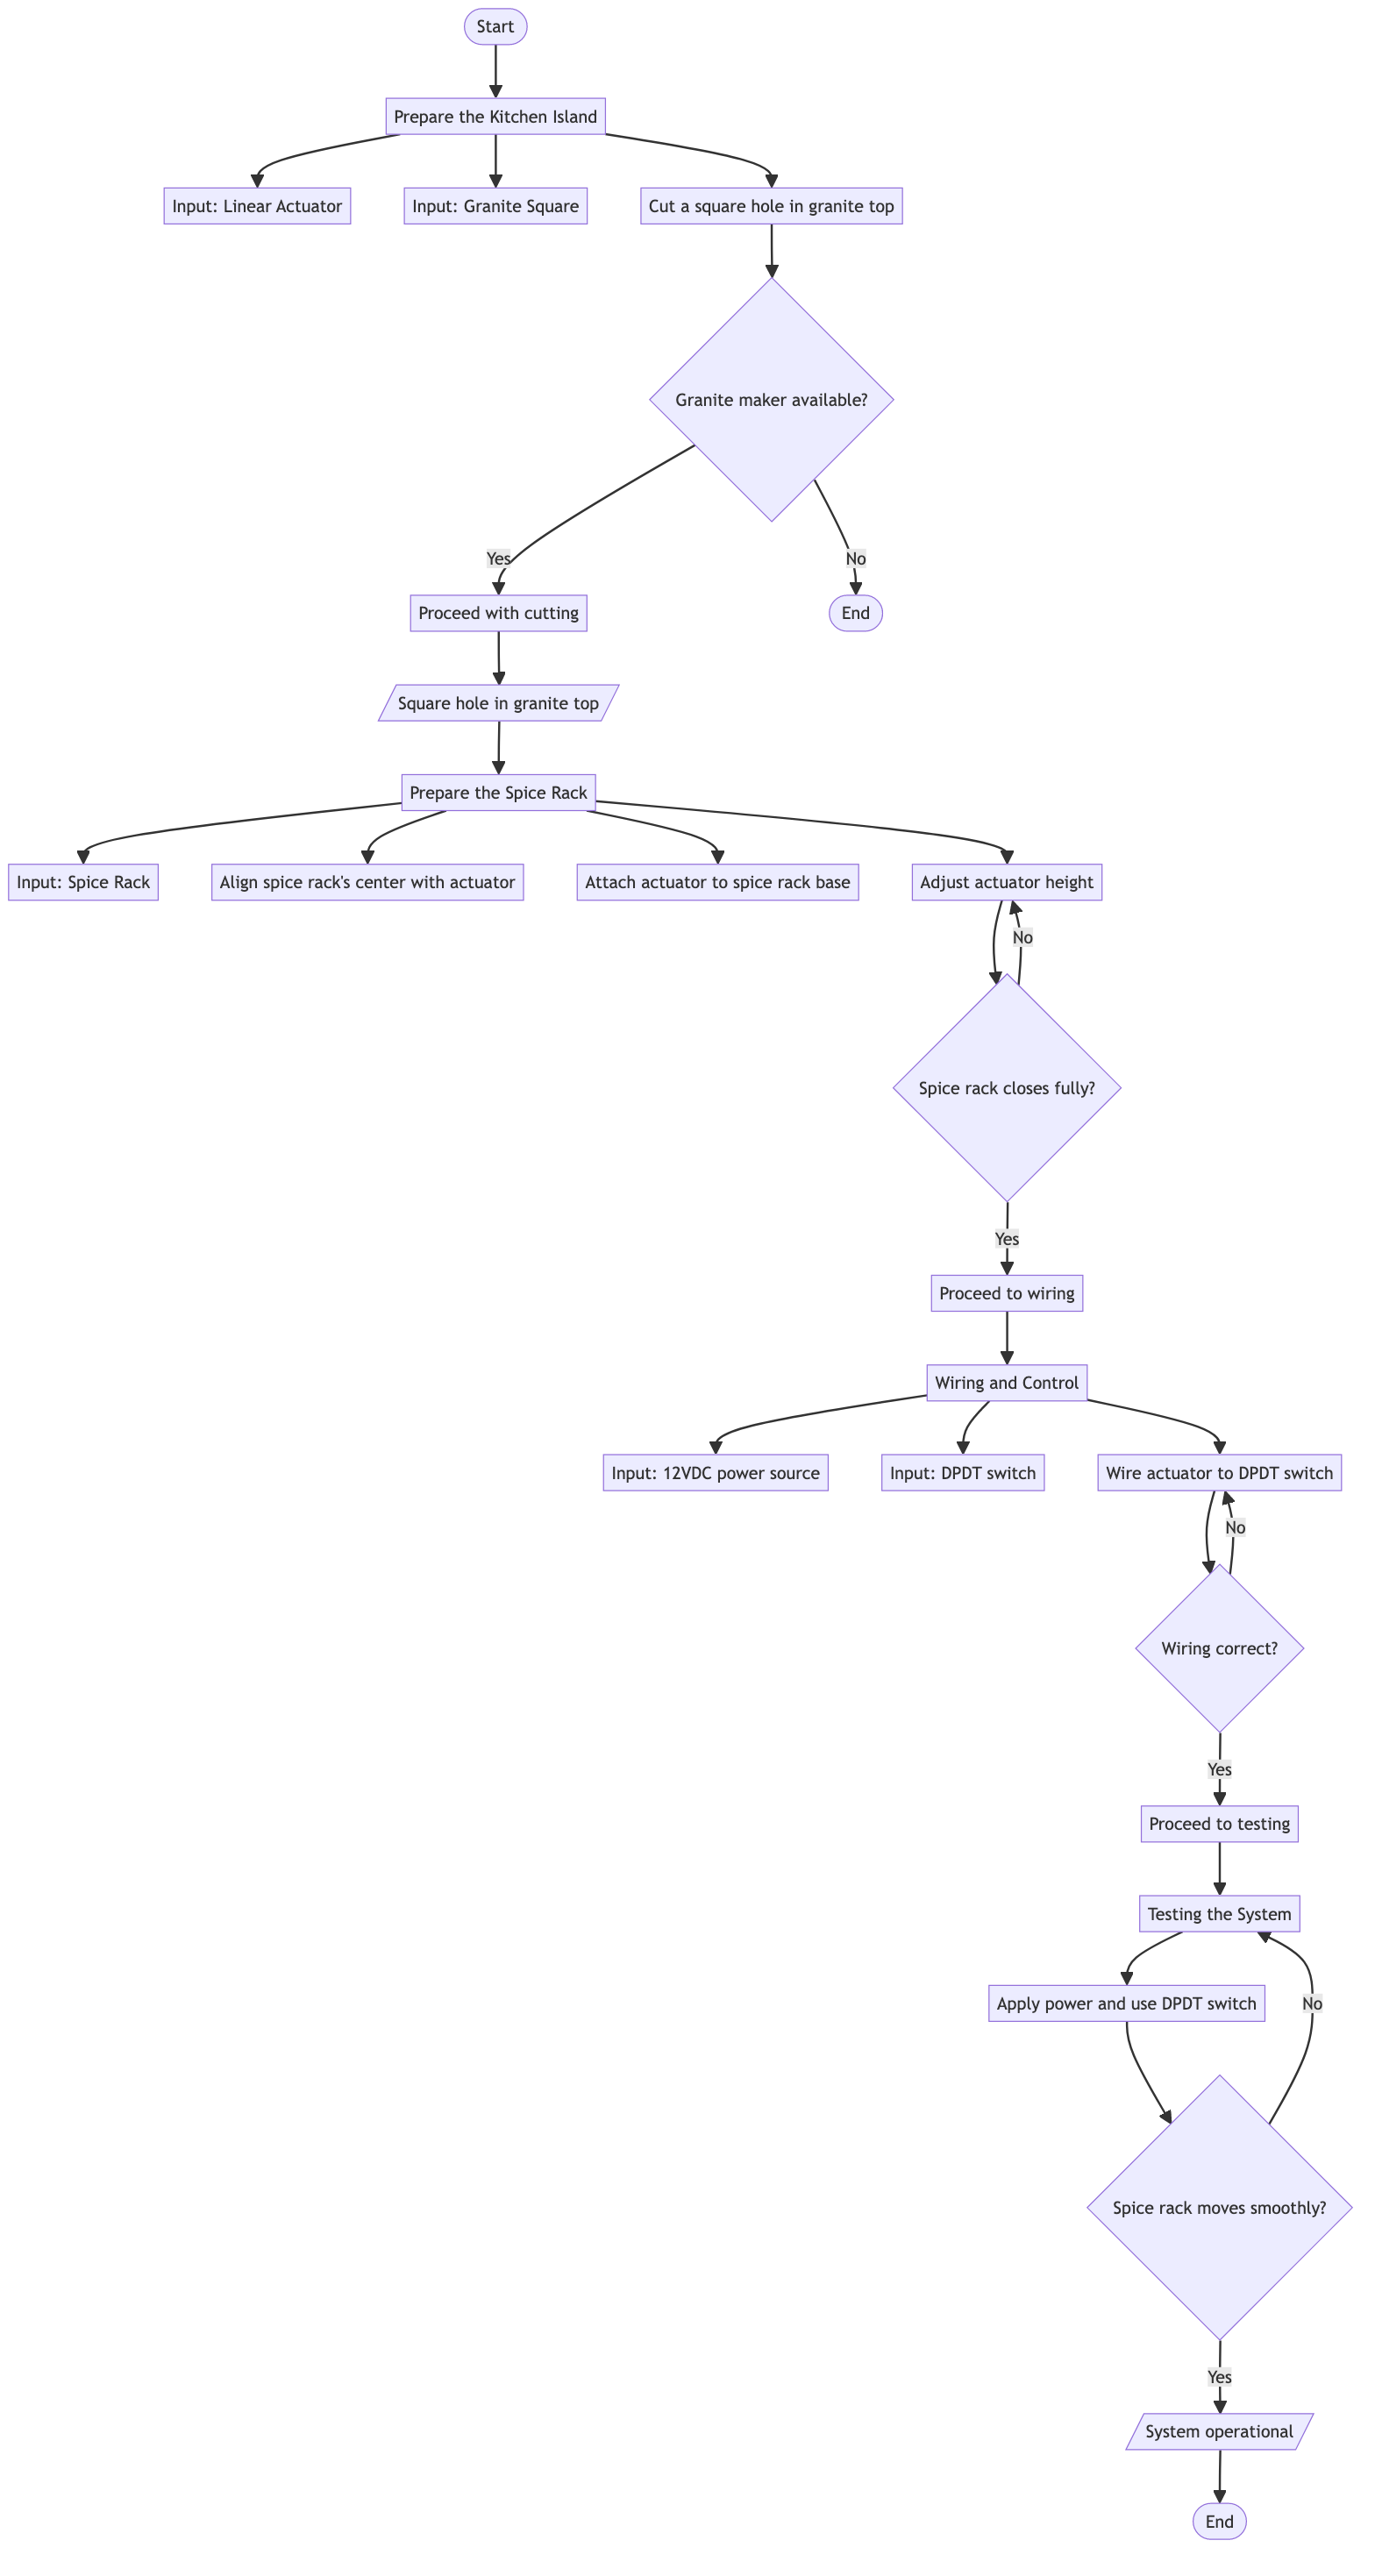 Start
Prepare the Kitchen Island
Input: Linear Actuator
Input: Granite Square
Cut a square hole in granite top
Granite maker available?
Yes
No
Proceed with cutting
End
Square hole in granite top
Prepare the Spice Rack
Input: Spice Rack
Align spice rack's center with actuator
Attach actuator to spice rack base
Adjust actuator height
No
Spice rack closes fully?
Yes
Proceed to wiring
Wiring and Control
Input: 12VDC power source
Input: DPDT switch
Wire actuator to DPDT switch
No
Wiring correct?
Yes
Proceed to testing
Testing the System
Apply power and use DPDT switch
No
Spice rack moves smoothly?
Yes
System operational
End